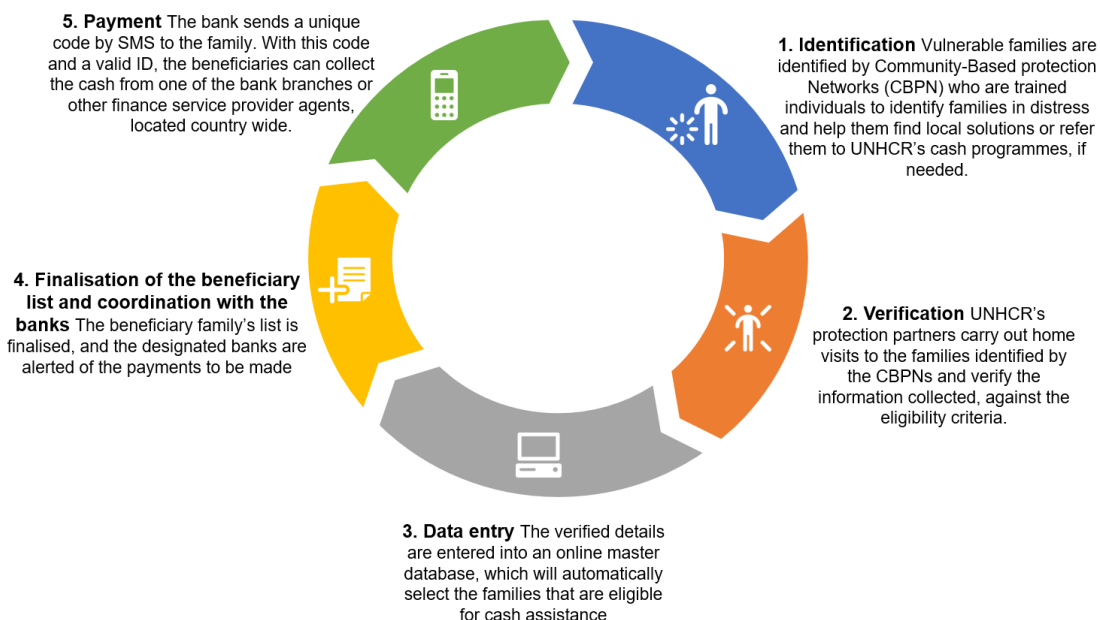 1. Identification Vulnerable families are
identified by Community-Based protection
Networks (CBPN) who are trained
individuals to identify families in distress
and help them find local solutions or refer
them to UNHCR's cash programmes, if
needed.
2. Verification UNHCR's
protection partners carry out home
visits to the families identified by
the CBPNs and verify the
information collected, against the
eligibility criteria.
3. Data entry The verified details
are entered into an online master
database, which will automatically
select the families that are eligible
for cash assistance
4. Finalisation of the beneficiary
list and coordination with the
banks The beneficiary family's list is
finalised, and the designated banks are
alerted of the payments to be made
5. Payment The bank sends a unique
code by SMS to the family. With this code
and a valid ID, the beneficiaries can collect
the cash from one of the bank branches or
other finance service provider agents,
located country wide.